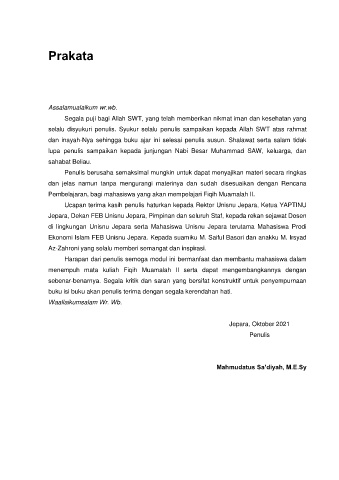 Prakata
Assalamualaikum wr.wb.
Segala puji bagi Allah SWT, yang telah memberikan nikmat iman dan kesehatan yang
selalu disyukuri penulis. Syukur selalu penulis sampaikan kepada Allah SWT atas rahmat
dan inayah-Nya sehingga buku ajar ini selesai penulis susun. Shalawat serta salam tidak
lupa penulis sampaikan kepada junjungan Nabi Besar Muhammad SAW, keluarga, dan
sahabat Beliau.
Penulis berusaha semaksimal mungkin untuk dapat menyajikan materi secara ringkas
dan jelas namun tanpa mengurangi materinya dan sudah disesuaikan dengan Rencana
Pembelajaran, bagi mahasiswa yang akan mempelajari Fiqih Muamalah II.
Ucapan terima kasih penulis haturkan kepada Rektor Unisnu Jepara, Ketua YAPTINU
Jepara, Dekan FEB Unisnu Jepara, Pimpinan dan seluruh Staf, kepada rekan sejawat Dosen
di lingkungan Unisnu Jepara serta Mahasiswa Unisnu Jepara terutama Mahasiswa Prodi
Ekonomi Islam FEB Unisnu Jepara. Kepada suamiku M. Saiful Basori dan anakku M. Irsyad
Az-Zahroni yang selalu memberi semangat dan inspirasi.
Harapan dari penulis semoga modul ini bermanfaat dan membantu mahasiswa dalam
menempuh mata kuliah Fiqih Muamalah II serta dapat mengembangkannya dengan
sebenar-benarnya. Segala kritik dan saran yang bersifat konstruktif untuk penyempurnaan
buku isi buku akan penulis terima dengan segala kerendahan hati.
Waallaikumsalam Wr. Wb.
Jepara, Oktober 2021
Penulis
Mahmudatus Sa'diyah, M.E.Sy